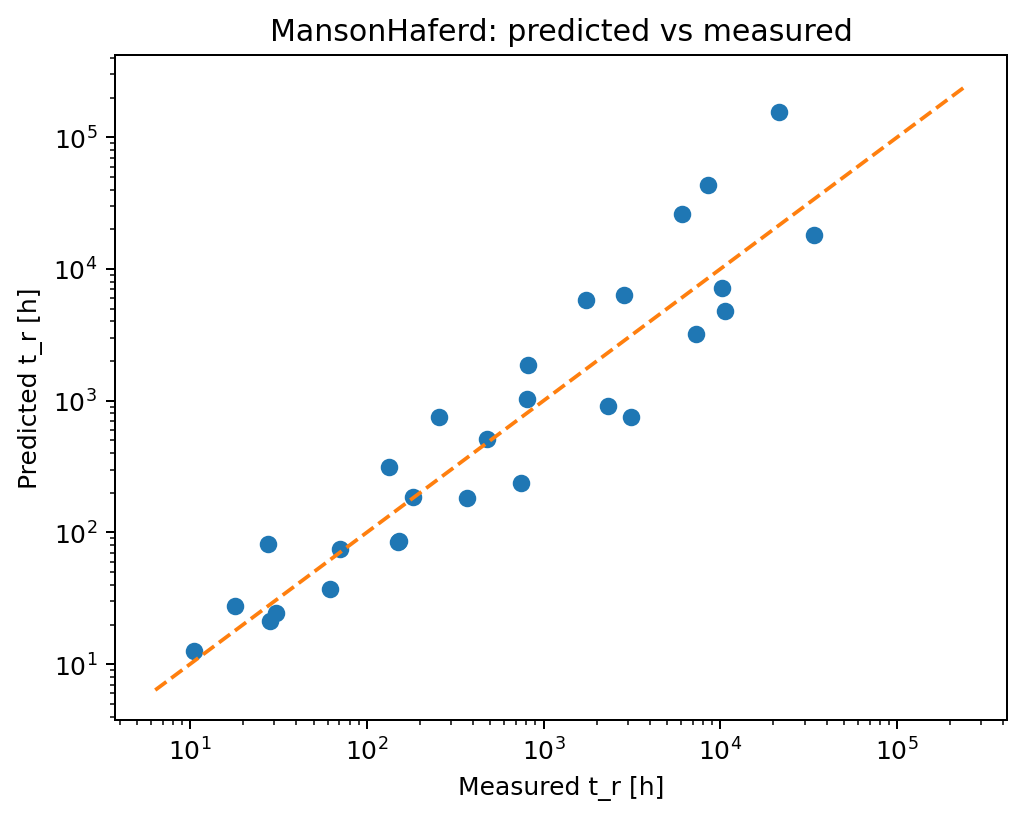 MansonHaferd: predicted vs measured
Predicted t_r [h]
10^5
10^4
10^3
10^2
10^1
10^1 10^2 10^3 10^4 10^5
Measured t_r [h]